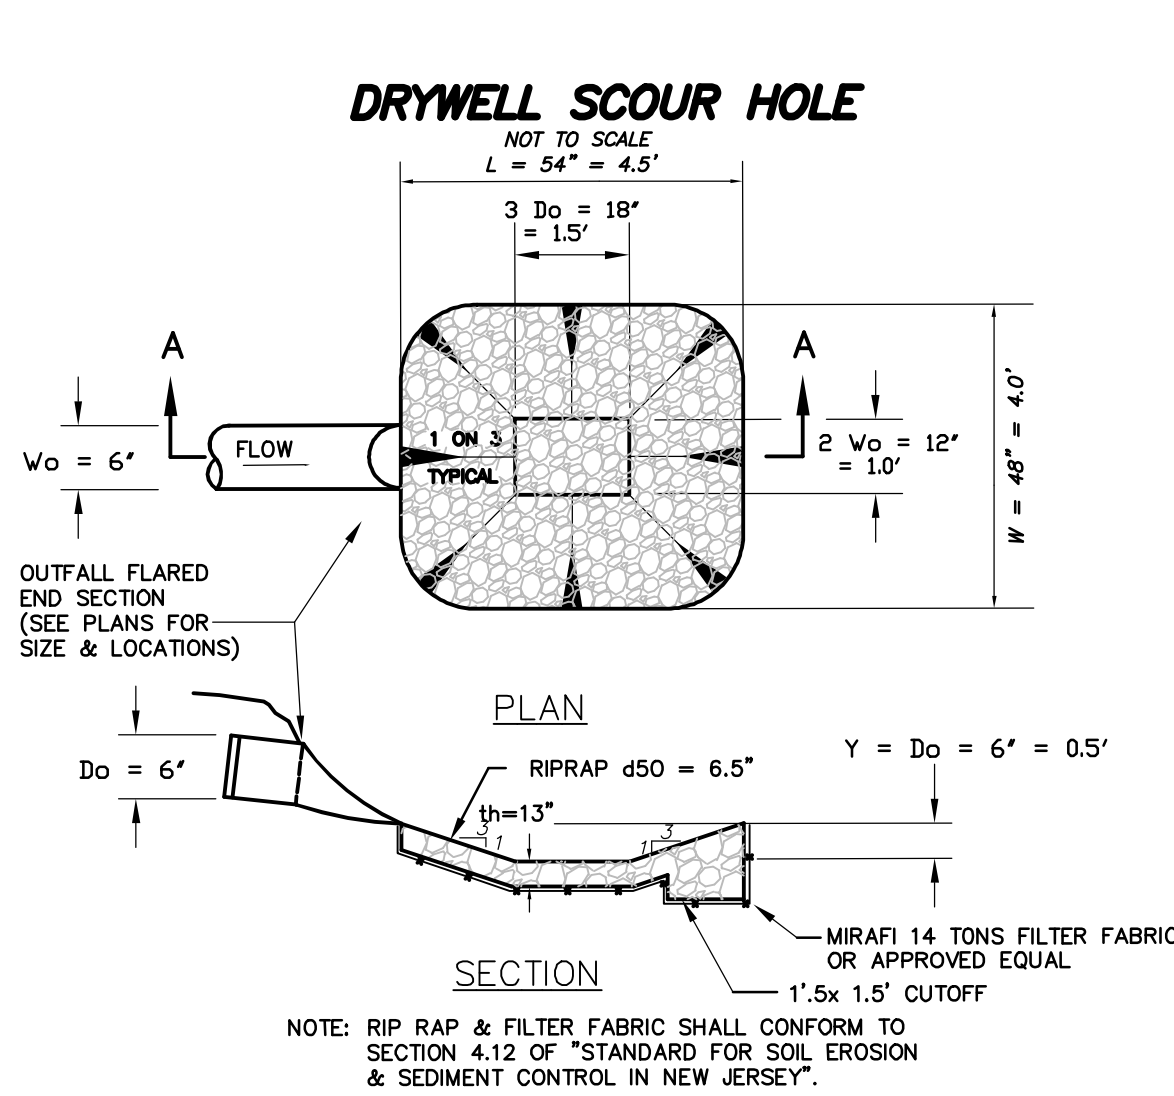 DRYWELL SCOUR HOLE
NOT TO SCALE
L = 54" = 4.5'
3 Do = 18"
= 1.5'
A
A
Wo = 6"
FLOW
1 ON 3
TYPICAL
2 Wo = 12"
= 1.0'
W = 48" = 4.0'
OUTFALL FLARED
END SECTION
(SEE PLANS FOR
SIZE & LOCATIONS)
PLAN
Do = 6"
RIPRAP d50 = 6.5"
Y = Do = 6" = 0.5'
th=13"
3
1
3
1
MIRAFI 14 TONS FILTER FABRIC
OR APPROVED EQUAL
1'.5x 1.5' CUTOFF
SECTION
NOTE: RIP RAP & FILTER FABRIC SHALL CONFORM TO
SECTION 4.12 OF "STANDARD FOR SOIL EROSION
& SEDIMENT CONTROL IN NEW JERSEY".